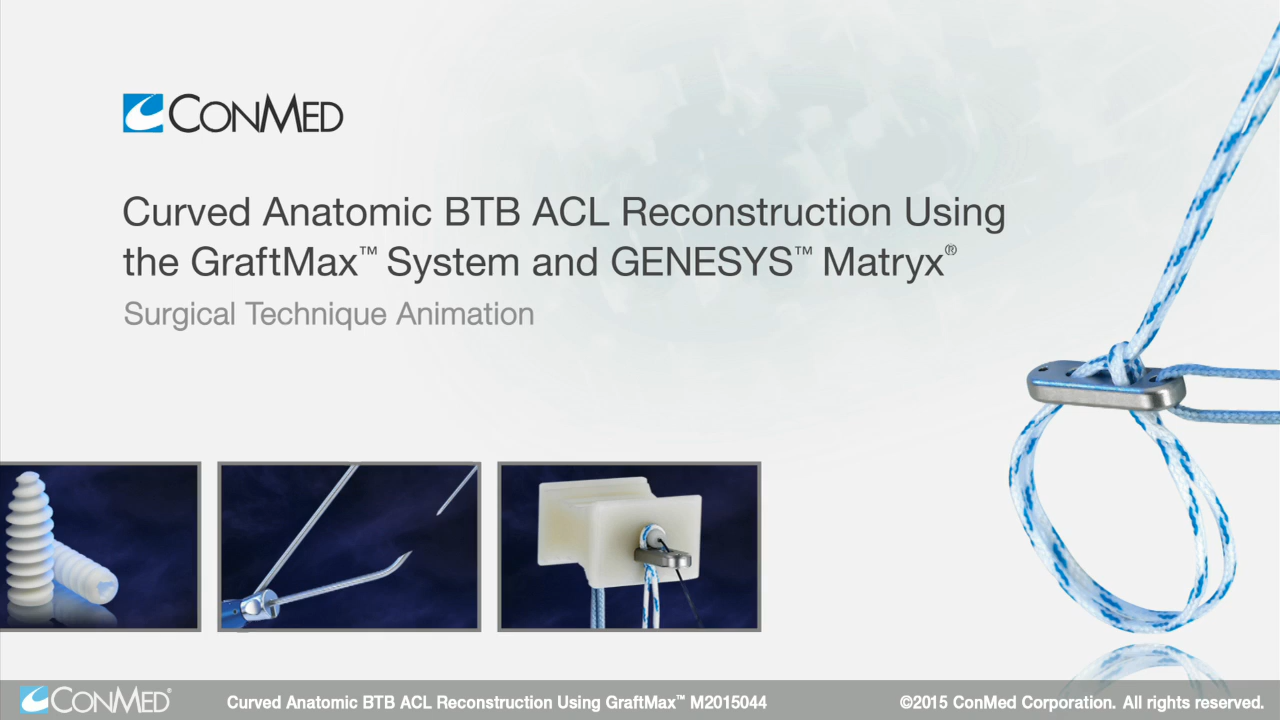 CONMED
Curved Anatomic BTB ACL Reconstruction Using
the GraftMax™ System and GENESYS™ Matryx®
Surgical Technique Animation
CONMED®
Curved Anatomic BTB ACL Reconstruction Using GraftMax™ M2015044
©2015 ConMed Corporation. All rights reserved.